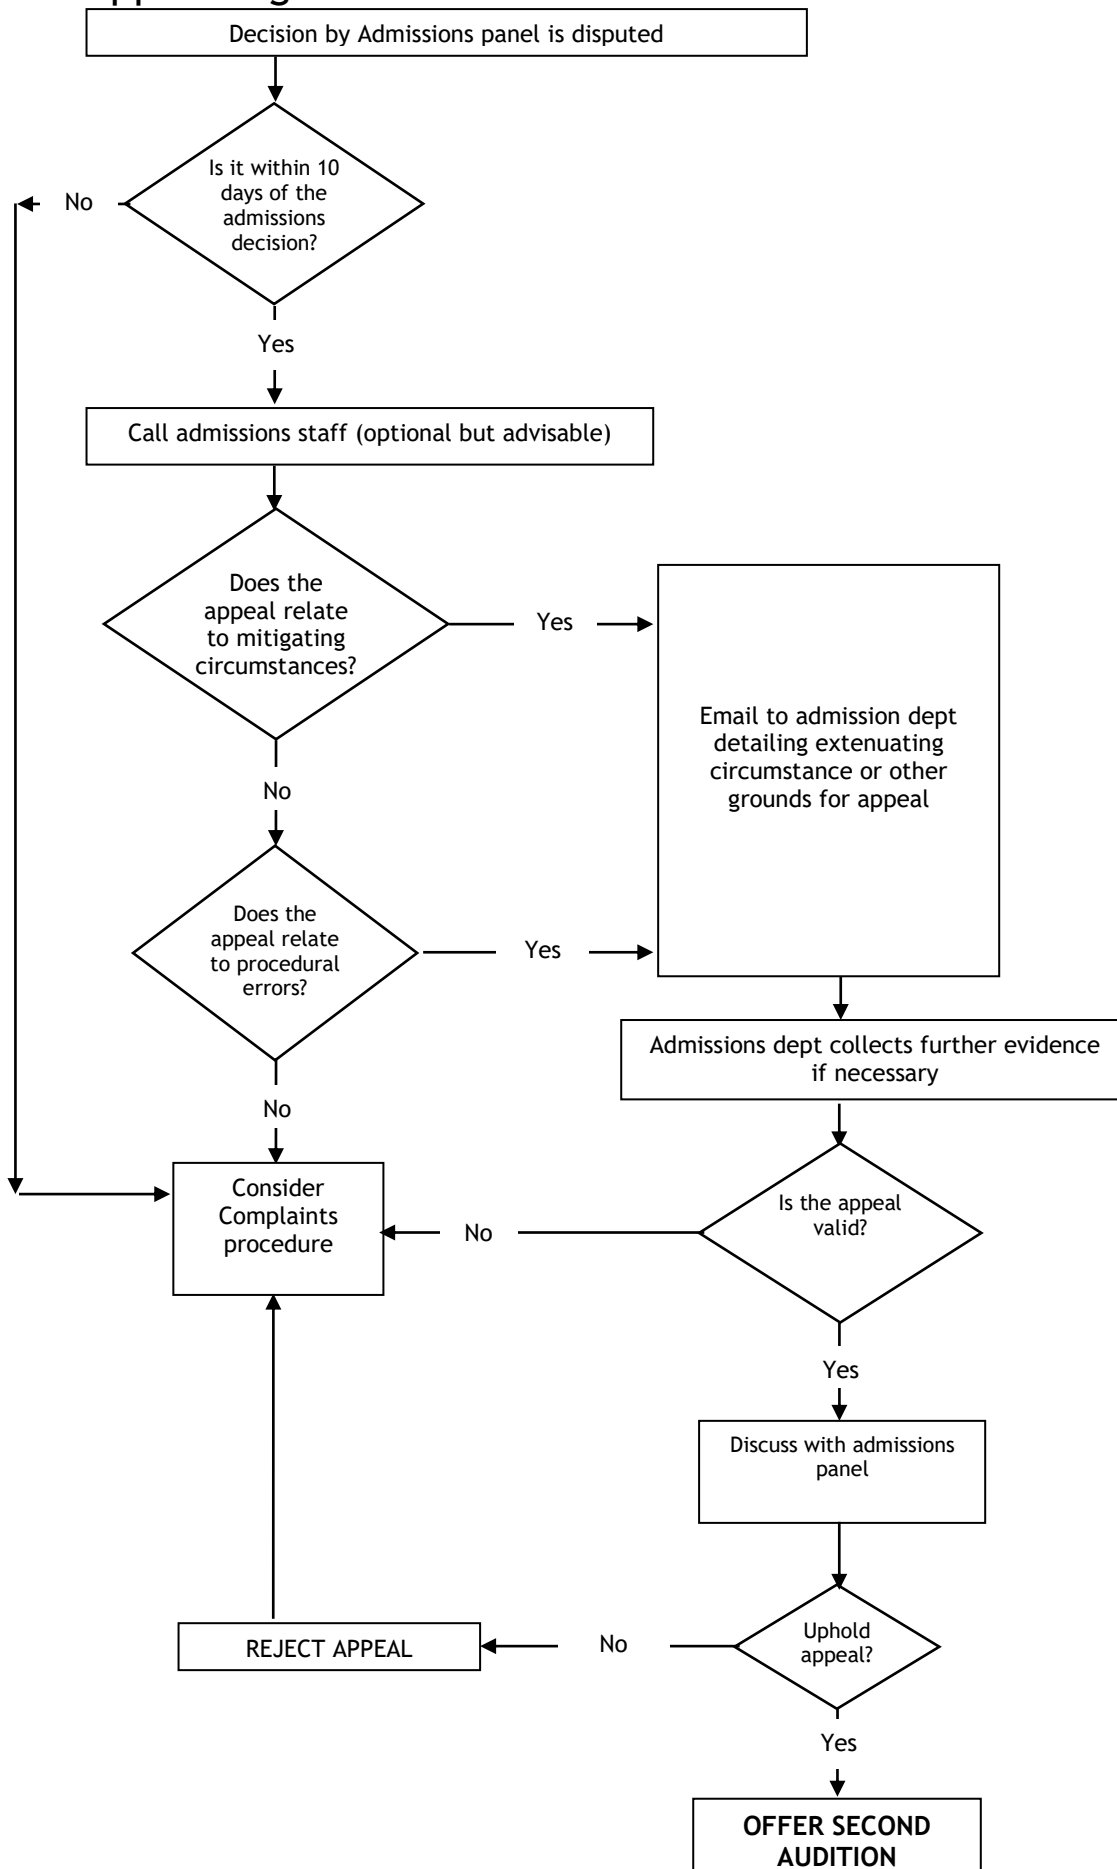 Decision by Admissions panel is disputed
Is it within 10
days of the
admissions
decision?
No
Yes
Call admissions staff (optional but advisable)
Does the
appeal relate
to mitigating
circumstances?
Yes
Email to admission dept
detailing extenuating
circumstance or other
grounds for appeal
No
Does the
appeal relate
to procedural
errors?
Yes
Admissions dept collects further evidence
if necessary
No
Consider
Complaints
procedure
No
Is the appeal
valid?
Yes
Discuss with admissions
panel
REJECT APPEAL
No
Uphold
appeal?
Yes
OFFER SECOND
AUDITION